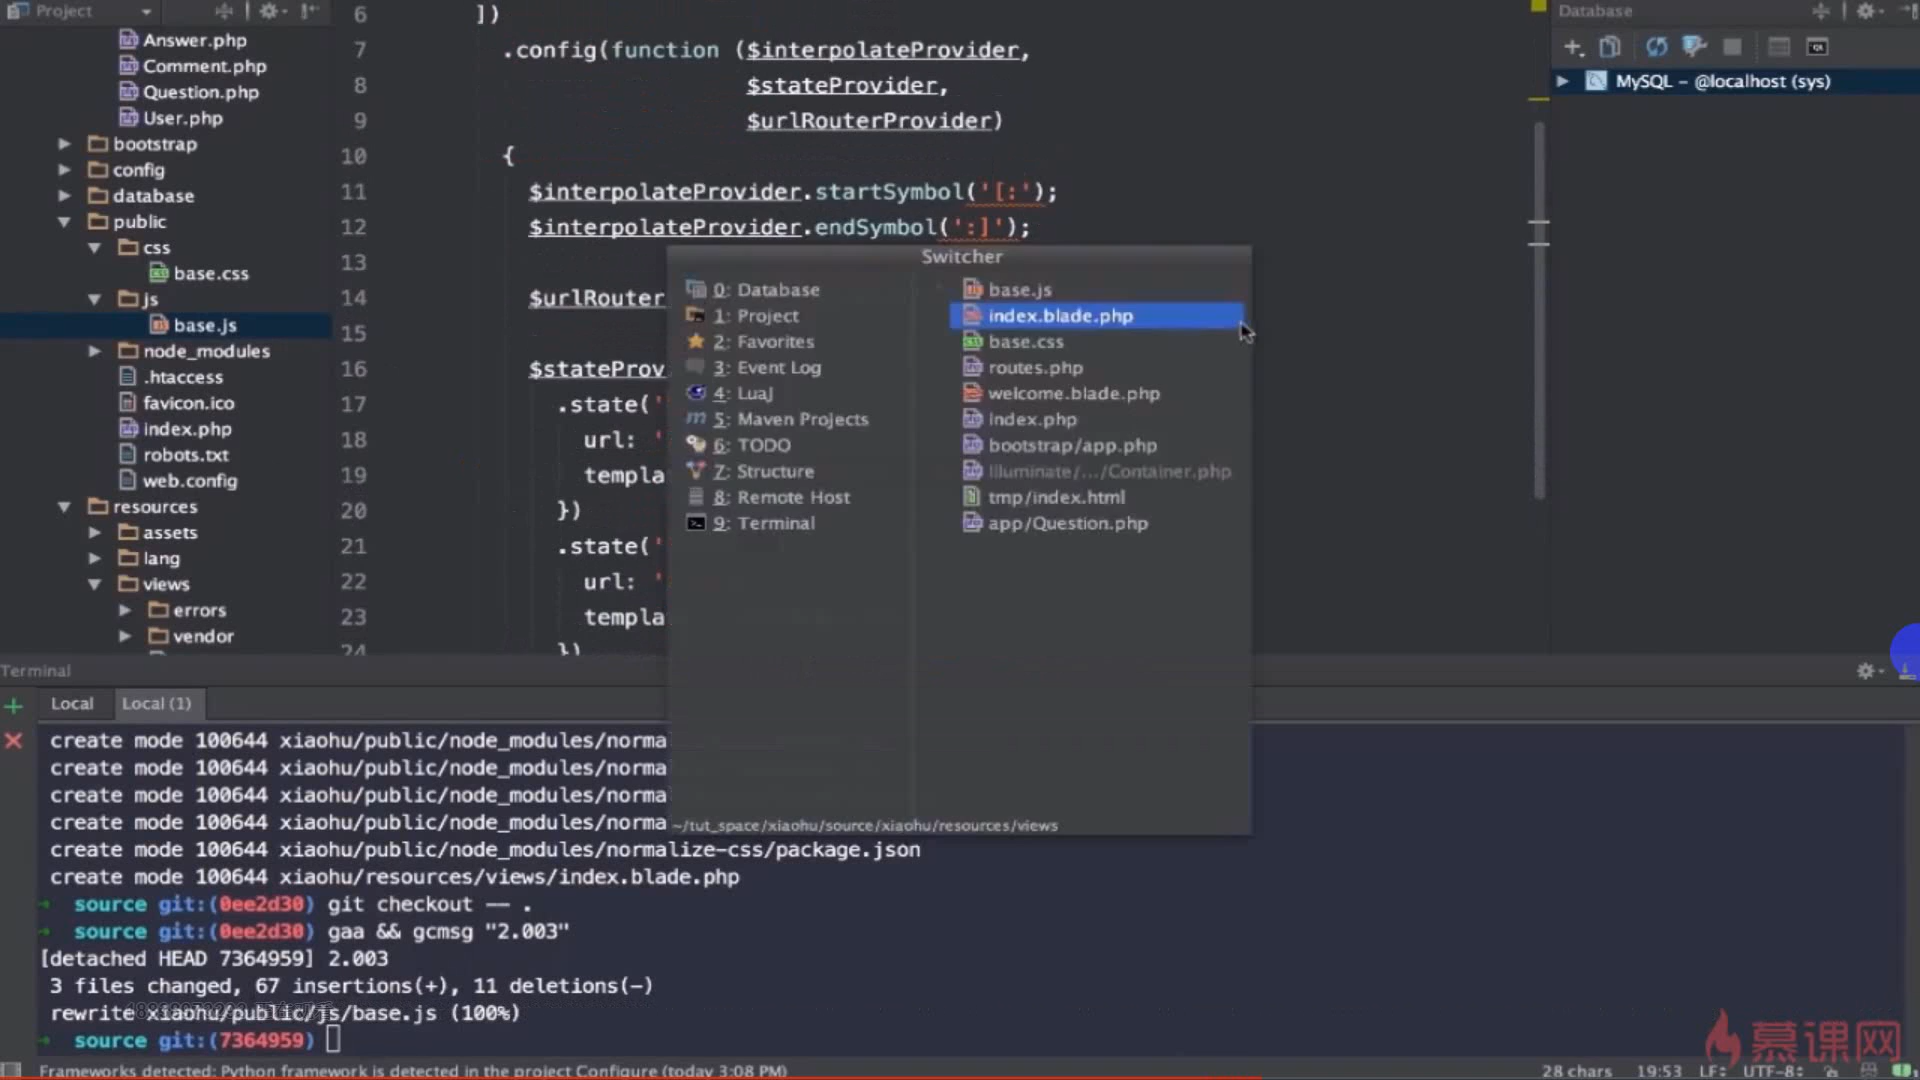 Project
Answer.php
Comment.php
Question.php
User.php
bootstrap
config
database
public
css
base.css
js
base.js
node_modules
.htaccess
favicon.ico
index.php
robots.txt
web.config
resources
assets
lang
views
errors
vendor
6 ])
7 .config(function ($interpolateProvider,
8 $stateProvider,
9 $urlRouterProvider)
10 {
11 $interpolateProvider.startSymbol('[:');
12 $interpolateProvider.endSymbol(':]');
13
14 $urlRouter
15
16 $stateProv
17 .state('
18 url: '
19 templa
20 })
21 .state('
22 url: '
23 templa
24 })
Switcher
0: Database
1: Project
2: Favorites
3: Event Log
4: LuaJ
5: Maven Projects
6: TODO
7: Structure
8: Remote Host
9: Terminal
base.js
index.blade.php
base.css
routes.php
welcome.blade.php
index.php
bootstrap/app.php
Illuminate/.../Container.php
tmp/index.html
app/Question.php
~/tut_space/xiaohu/source/xiaohu/resources/views
Database
MySQL - @localhost (sys)
Terminal
Local Local (1)
create mode 100644 xiaohu/public/node_modules/norma
create mode 100644 xiaohu/public/node_modules/norma
create mode 100644 xiaohu/public/node_modules/norma
create mode 100644 xiaohu/public/node_modules/norma
create mode 100644 xiaohu/public/node_modules/normalize-css/package.json
create mode 100644 xiaohu/resources/views/index.blade.php
source git:(0ee2d30) git checkout -- .
source git:(0ee2d30) gaa && gcmsg "2.003"
[detached HEAD 7364959] 2.003
3 files changed, 67 insertions(+), 11 deletions(-)
rewrite xiaohu/public/js/base.js (100%)
source git:(7364959)
慕课网
Frameworks detected: Python framework is detected in the project Configure (today 3:08 PM)
28 chars 19:53 LF: UTF-8: